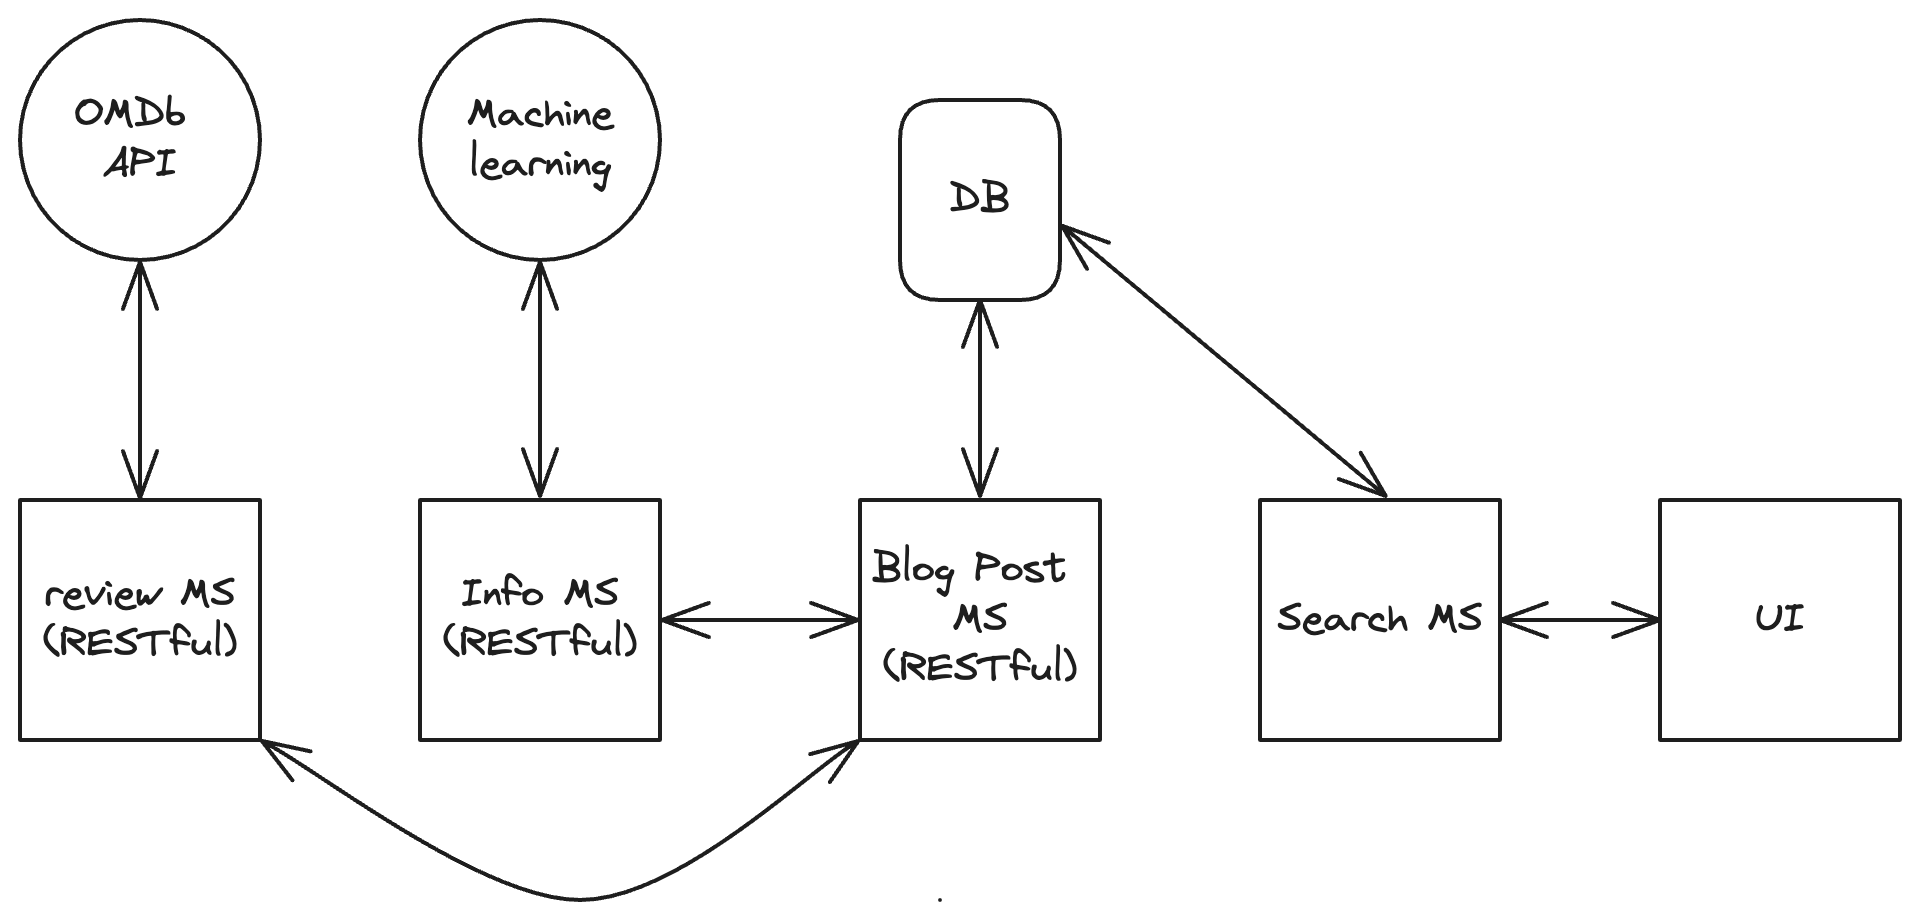 OMDb
API
Machine
learning
DB
review MS
(RESTful)
Info MS
(RESTful)
Blog Post
MS
(RESTful)
Search MS
UI